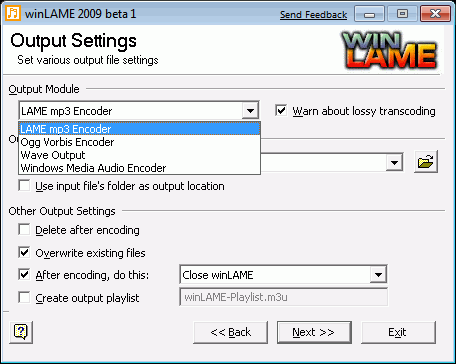 winLAME 2009 beta 1
Send Feedback
Output Settings
Set various output file settings
WIN
LAME
Output Module
LAME mp3 Encoder
Warn about lossy transcoding
LAME mp3 Encoder
Ogg Vorbis Encoder
Wave Output
Windows Media Audio Encoder
Use input file's folder as output location
Other Output Settings
Delete after encoding
Overwrite existing files
After encoding, do this:
Close winLAME
Create output playlist
winLAME-Playlist.m3u
?
<< Back
Next >>
Exit